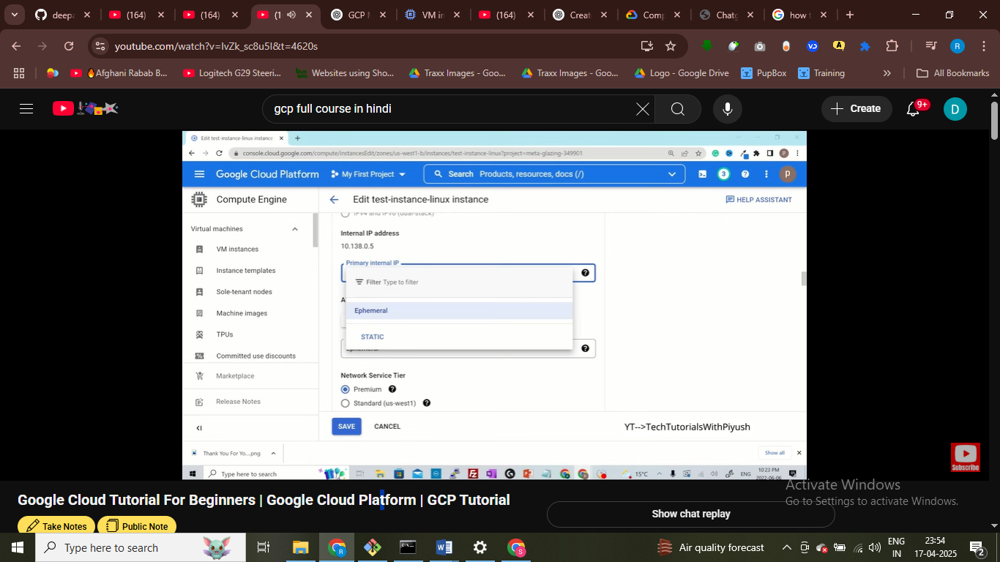 deepa
(164)
(164)
(1
GCP
VM in
(164)
Creat
Comp
Chatg
how t
youtube.com/watch?v=IvZk_sc8u5I&t=4620s
Afghani Rabab B...
Logitech G29 Steeri...
Websites using Sho...
Traxx Images - Goo...
Traxx Images - Goo...
Logo - Google Drive
PupBox
Training
All Bookmarks
gcp full course in hindi
Create
9+
D
Edit test-instance-linux instance
console.cloud.google.com/compute/instancesEdit/zones/us-west1-b/instances/test-instance-linux?project=meta-glazing-349901
Google Cloud Platform
My First Project
Search Products, resources, docs (/)
3
p
Compute Engine
Edit test-instance-linux instance
HELP ASSISTANT
IPv4 and IPv6 (dual-stack)
Virtual machines
VM instances
Instance templates
Sole-tenant nodes
Machine images
TPUs
Committed use discounts
Marketplace
Release Notes
Internal IP address
10.138.0.5
Primary internal IP
Filter Type to filter
Ephemeral
STATIC
Ephemeral
Network Service Tier
Premium
Standard (us-west1)
SAVE
CANCEL
YT-->TechTutorialsWithPiyush
Thank You For Yo....png
Show all
Type here to search
15°C
ENG
10:23 PM
2022-06-06
Subscribe
Google Cloud Tutorial For Beginners | Google Cloud Platform | GCP Tutorial
Take Notes
Public Note
Show chat replay
Activate Windows
Go to Settings to activate Windows.
Type here to search
Air quality forecast
ENG
IN
23:54
17-04-2025
2